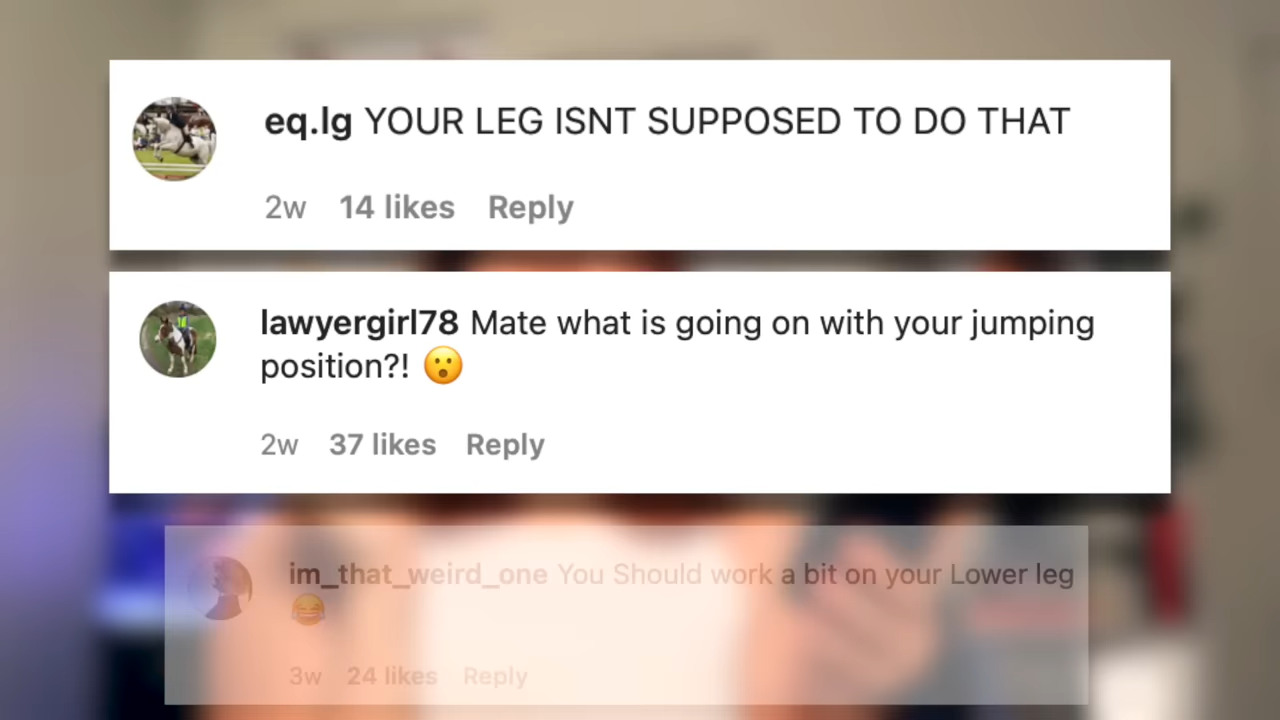 eq.lg YOUR LEG ISNT SUPPOSED TO DO THAT
2w 14 likes Reply
lawyergirl78 Mate what is going on with your jumping
position?! 😮
2w 37 likes Reply
im_that_weird_one You Should work a bit on your Lower leg
😂
3w 24 likes Reply